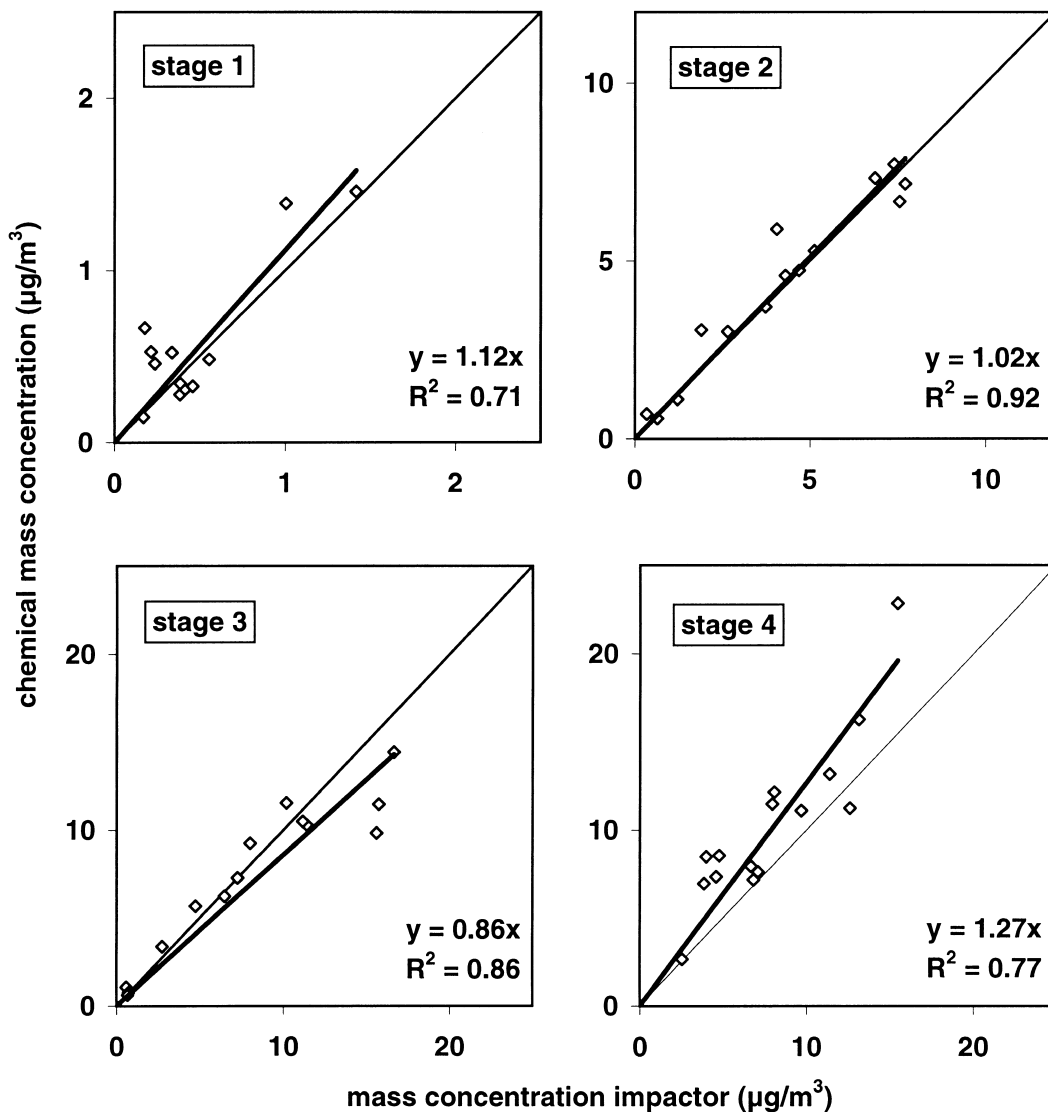 chemical mass concentration (µg/m³)
stage 1
2
1
0
0 1 2
y = 1.12x
R² = 0.71
stage 2
10
5
0
0 5 10
y = 1.02x
R² = 0.92
stage 3
20
10
0
0 10 20
y = 0.86x
R² = 0.86
stage 4
20
10
0
0 10 20
y = 1.27x
R² = 0.77
mass concentration impactor (µg/m³)